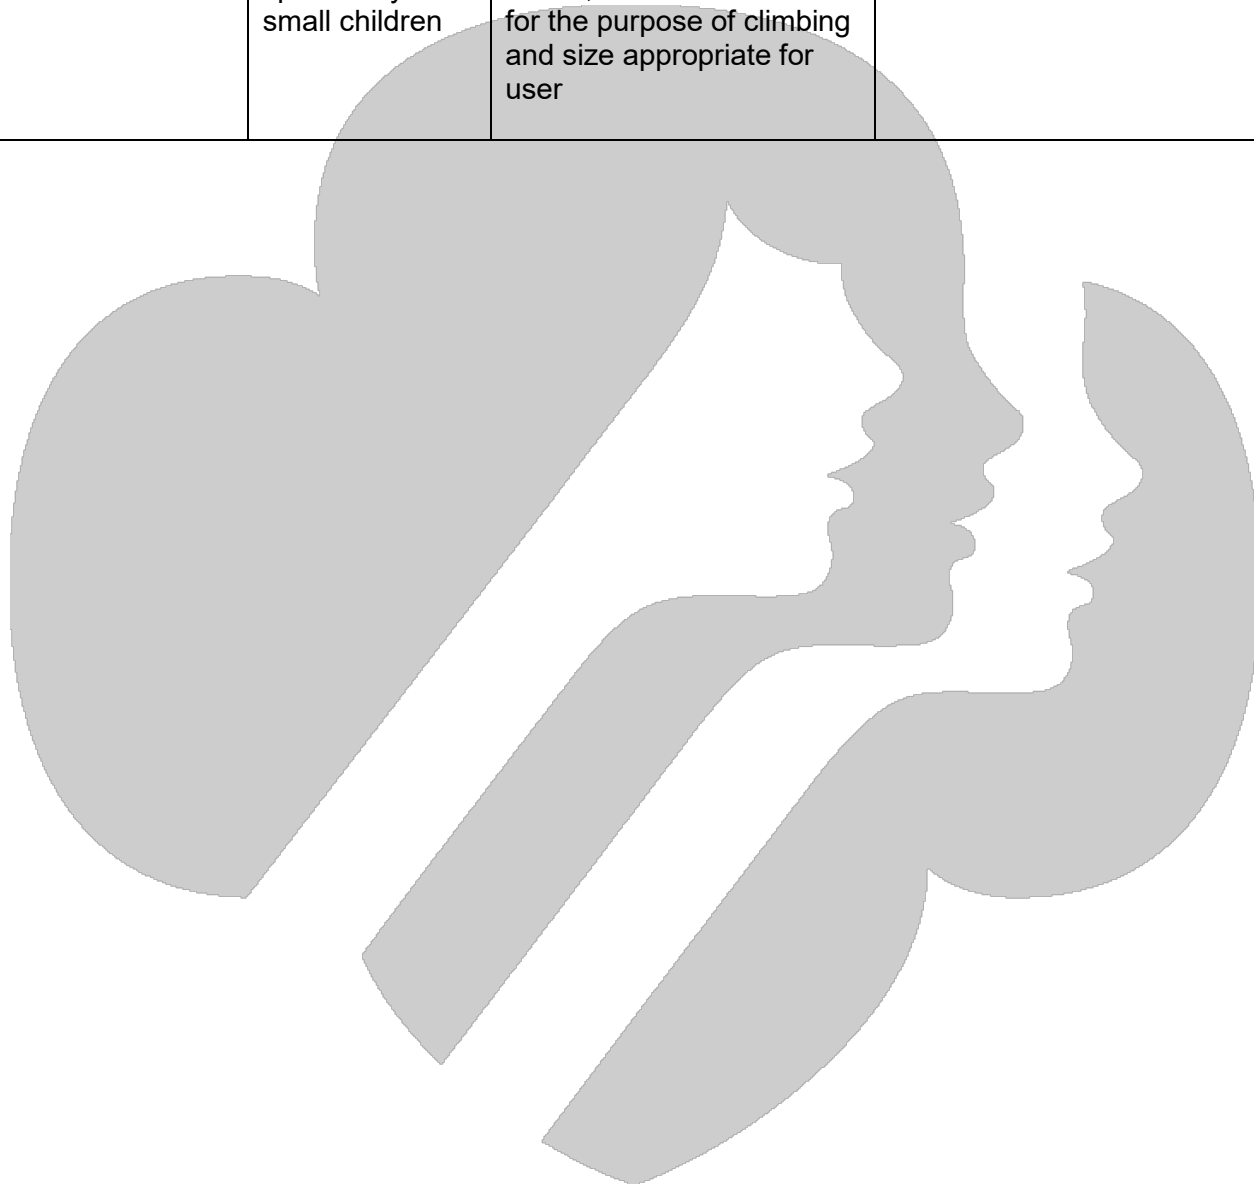 small children
for the purpose of climbing
and size appropriate for
user